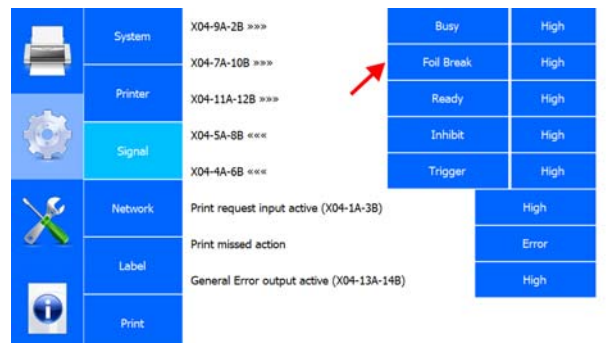 System
Printer
Signal
Network
Label
Print
X04-9A-2B »»» Busy High
X04-7A-10B »»» Foil Break High
X04-11A-12B »»» Ready High
X04-5A-8B ««« Inhibit High
X04-4A-6B ««« Trigger High
Print request input active (X04-1A-3B) High
Print missed action Error
General Error output active (X04-13A-14B) High